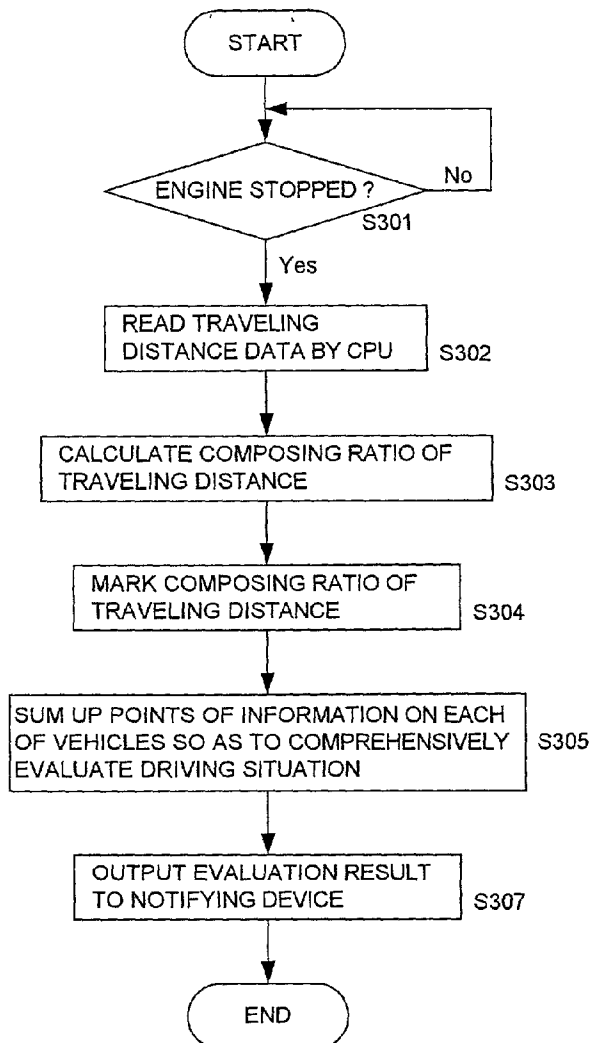 START
ENGINE STOPPED ?
No
S301
Yes
READ TRAVELING
DISTANCE DATA BY CPU
S302
CALCULATE COMPOSING RATIO OF
TRAVELING DISTANCE
S303
MARK COMPOSING RATIO OF
TRAVELING DISTANCE
S304
SUM UP POINTS OF INFORMATION ON EACH
OF VEHICLES SO AS TO COMPREHENSIVELY
EVALUATE DRIVING SITUATION
S305
OUTPUT EVALUATION RESULT
TO NOTIFYING DEVICE
S307
END